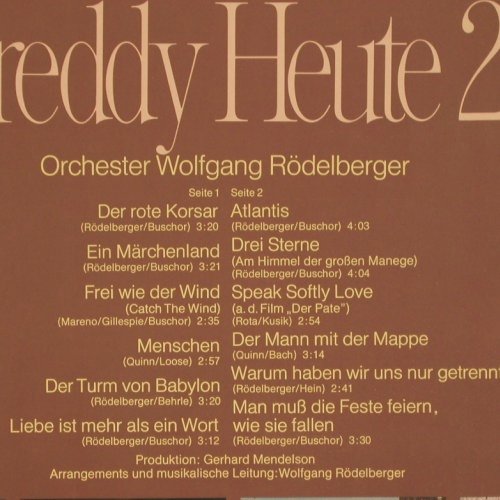 reddy Heute 2
Orchester Wolfgang Rödelberger
Seite 1
Der rote Korsar
(Rödelberger/Buschor) 3:20
Ein Märchenland
(Rödelberger/Buschor) 3:21
Frei wie der Wind
(Catch The Wind)
(Mareno/Gillespie/Buschor) 2:35
Menschen
(Quinn/Loose) 2:57
Der Turm von Babylon
(Rödelberger/Behrle) 3:20
Liebe ist mehr als ein Wort
(Rödelberger/Buschor) 3:12
Seite 2
Atlantis
(Rödelberger/Buschor) 4:03
Drei Sterne
(Am Himmel der großen Manege)
(Rödelberger/Buschor) 4:04
Speak Softly Love
(a. d. Film „Der Pate")
(Rota/Kusik) 2:54
Der Mann mit der Mappe
(Quinn/Bach) 3:14
Warum haben wir uns nur getrennt
(Rödelberger/Hein) 2:41
Man muß die Feste feiern,
wie sie fallen
(Rödelberger/Buschor) 3:30
Produktion: Gerhard Mendelson
Arrangements und musikalische Leitung: Wolfgang Rödelberger